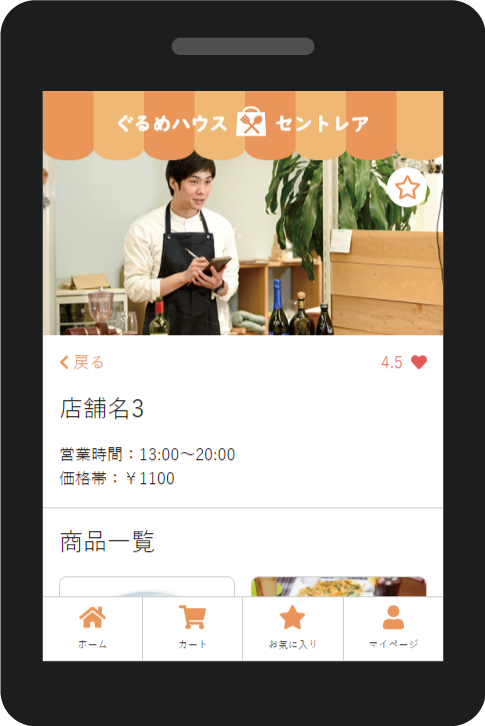 ぐるめハウス セントレア
戻る 4.5
店舗名3
営業時間：13:00〜20:00
価格帯：￥1100
商品一覧
ホーム カート お気に入り マイページ